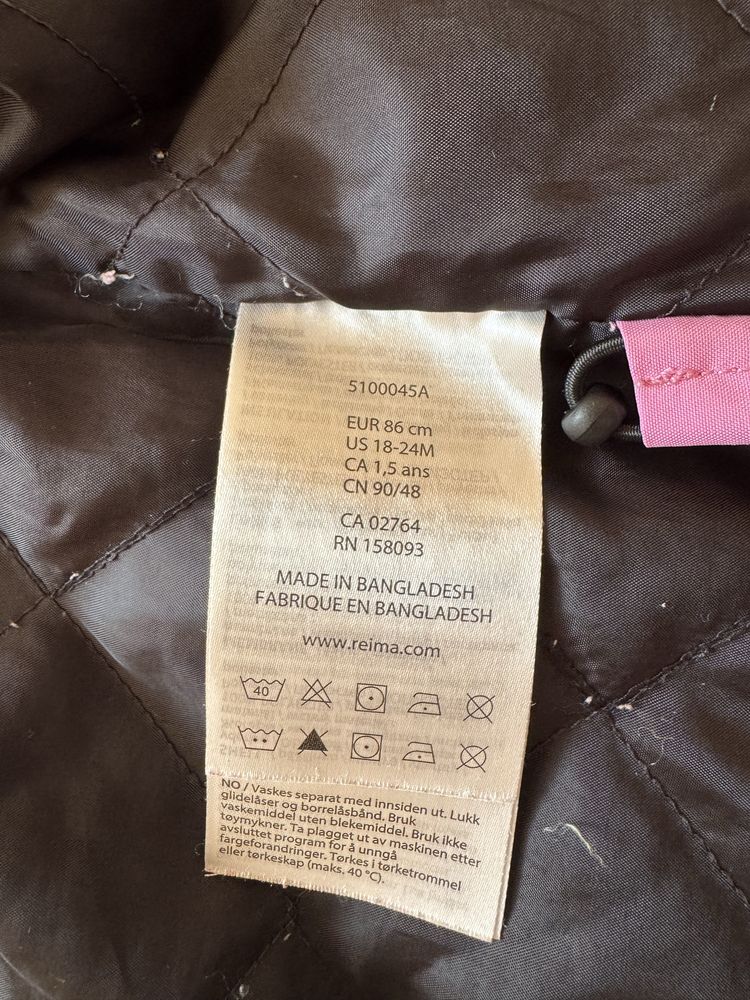 5100045A
EUR 86 cm
US 18-24M
CA 1,5 ans
CN 90/48
CA 02764
RN 158093
MADE IN BANGLADESH
FABRIQUE EN BANGLADESH
www.reima.com
40
NO / Vaskes separat med innsiden ut. Lukk
glidelåser og borrelåsbånd. Bruk
vaskemiddel uten blekemiddel. Bruk ikke
tøymykner. Ta plagget ut av maskinen etter
avsluttet program for å unngå
fargeforandringer. Tørkes i tørketrommel
eller tørkeskap (maks. 40 °C).